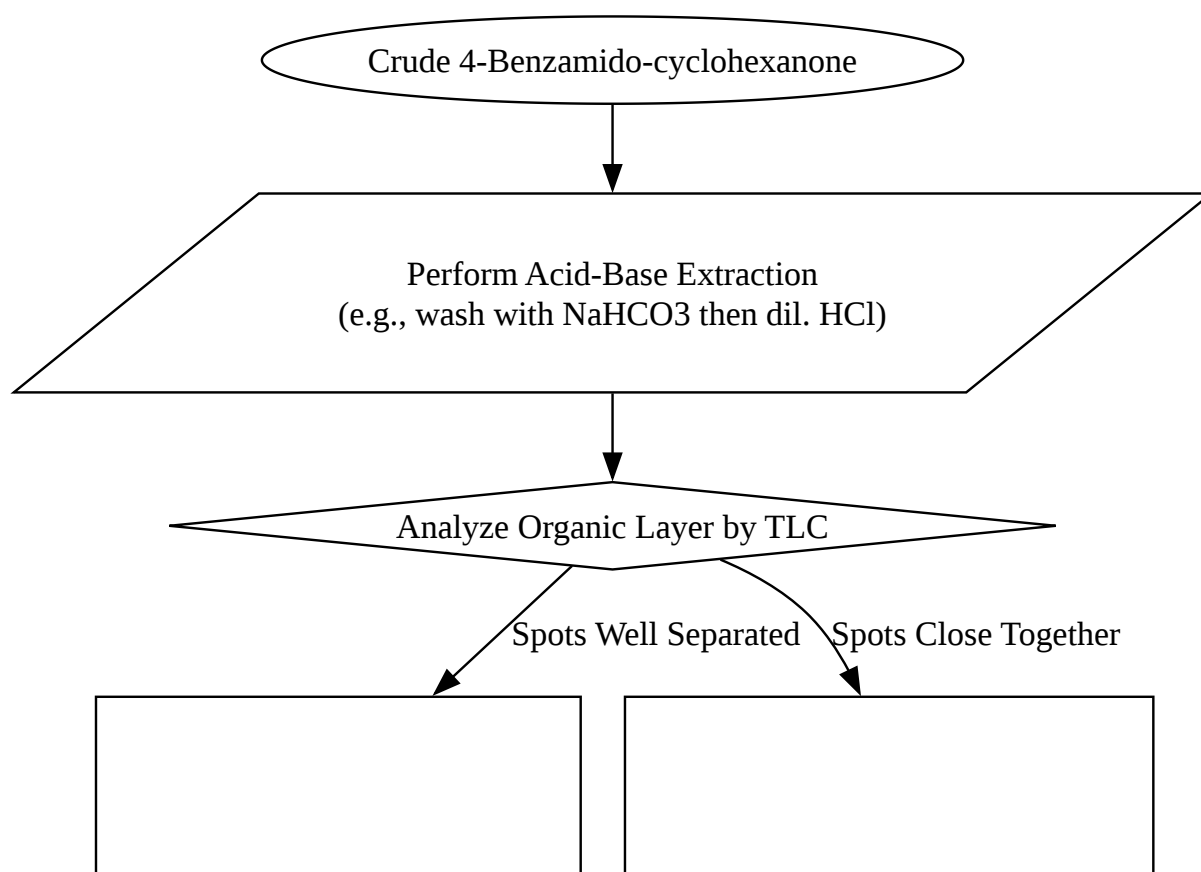 Crude 4-Benzamido-cyclohexanone
Perform Acid-Base Extraction
(e.g., wash with NaHCO3 then dil. HCl)
Analyze Organic Layer by TLC
Spots Well Separated
Spots Close Together